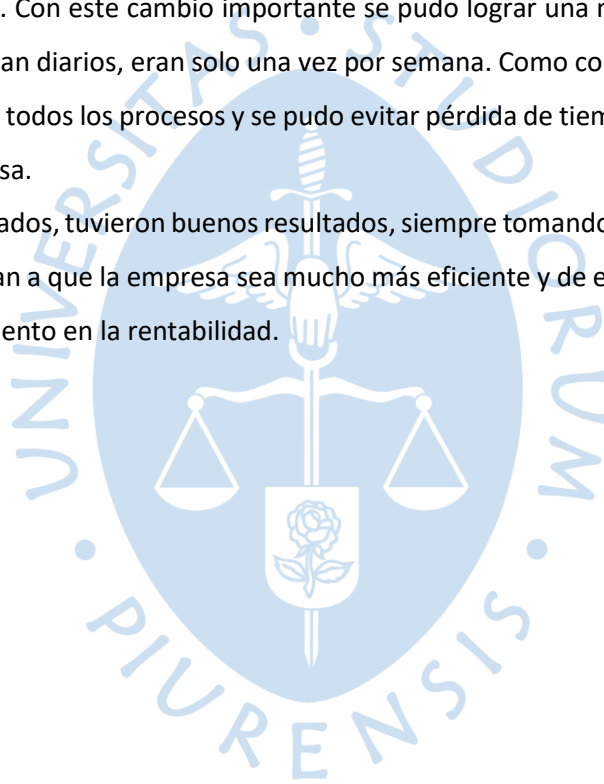 . Con este cambio importante se pudo lograr una
an diarios, eran solo una vez por semana. Como
todos los procesos y se pudo evitar pérdida de
sa.
ados, tuvieron buenos resultados, siempre tomando
an a que la empresa sea mucho más eficiente y de
ento en la rentabilidad.
UNIVERSITAS • STUDIORUM • PIURENSIS •